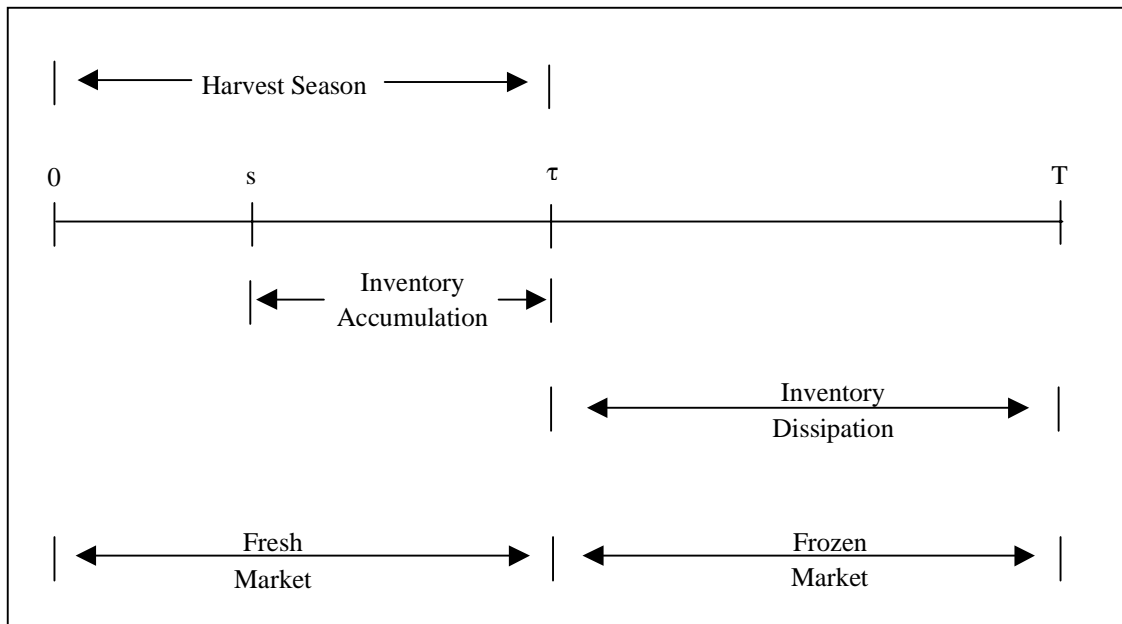 Harvest Season
0 s τ T
Inventory
Accumulation
Inventory
Dissipation
Fresh
Market
Frozen
Market